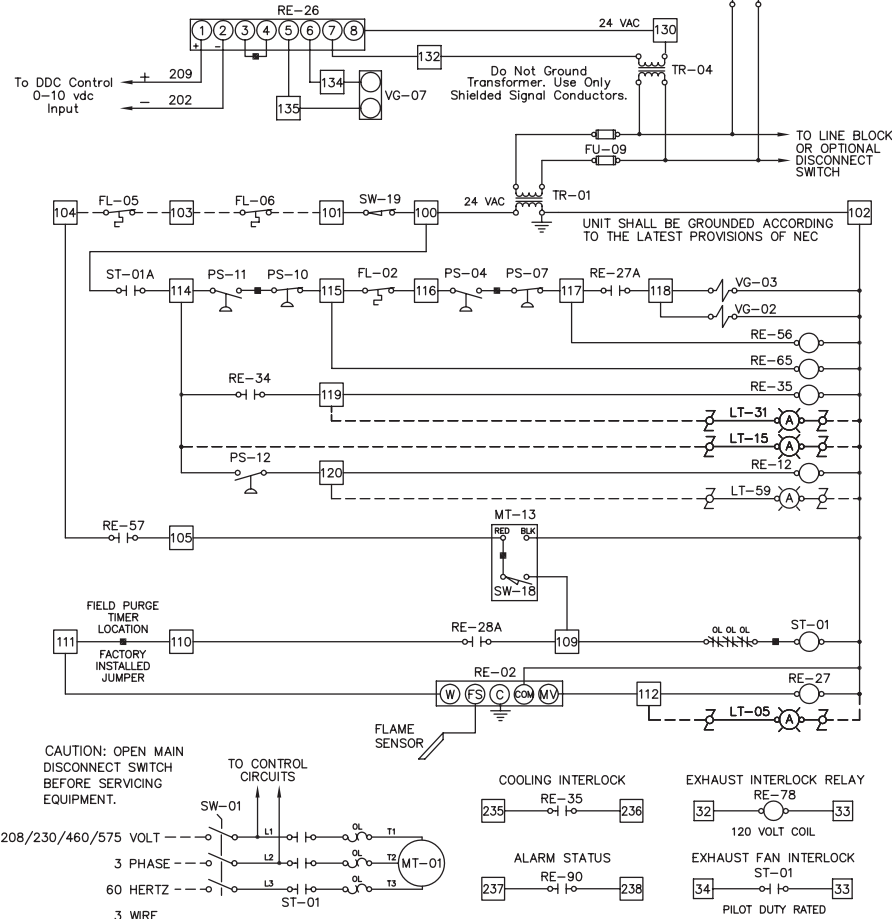 RE-26
1 2 3 4 5 6 7 8
+ -
24 VAC
130
132
134
135
VG-07
To DDC Control
0-10 vdc
Input
+ 209
- 202
Do Not Ground
Transformer. Use Only
Shielded Signal Conductors.
TR-04
FU-09
TO LINE BLOCK
OR OPTIONAL
DISCONNECT
SWITCH
TR-01
104 FL-05 103 FL-06 101 SW-19 100 24 VAC 102
UNIT SHALL BE GROUNDED ACCORDING
TO THE LATEST PROVISIONS OF NEC
ST-01A 114 PS-11 PS-10 115 FL-02 116 PS-04 PS-07 117 RE-27A 118 VG-03
VG-02
RE-56
RE-65
RE-34 119 RE-35
LT-31 A
LT-15 A
PS-12 120 RE-12
LT-59 A
MT-13
RE-57 105 RED BLK
SW-18
FIELD PURGE
TIMER
LOCATION
111 110 RE-28A 109 OL OL OL ST-01
FACTORY
INSTALLED
JUMPER
RE-02
W FS C COM MV 112 RE-27
LT-05 A
FLAME
SENSOR
CAUTION: OPEN MAIN
DISCONNECT SWITCH
BEFORE SERVICING
EQUIPMENT.
TO CONTROL
CIRCUITS
SW-01
208/230/460/575 VOLT L1 OL T1
3 PHASE L2 OL T2 MT-01
60 HERTZ L3 OL T3
ST-01
3 WIRE
COOLING INTERLOCK
235 RE-35 236
ALARM STATUS
237 RE-90 238
EXHAUST INTERLOCK RELAY
32 RE-78 33
120 VOLT COIL
EXHAUST FAN INTERLOCK
34 ST-01 33
PILOT DUTY RATED